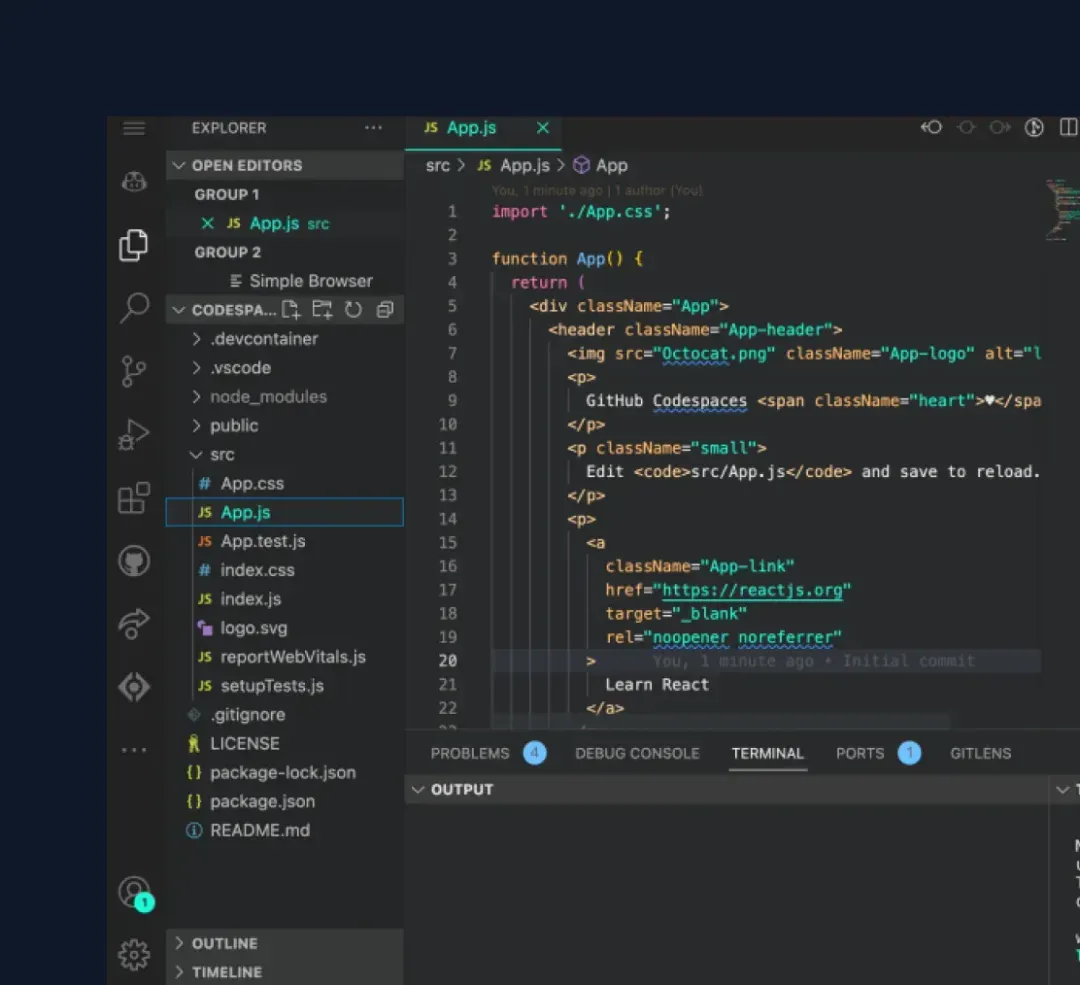 EXPLORER
OPEN EDITORS
GROUP 1
JS App.js src
GROUP 2
Simple Browser
CODESPA...
.devcontainer
.vscode
node_modules
public
src
# App.css
JS App.js
JS App.test.js
# index.css
JS index.js
logo.svg
JS reportWebVitals.js
JS setupTests.js
.gitignore
LICENSE
{} package-lock.json
{} package.json
README.md
1
OUTLINE
TIMELINE
JS App.js
src > JS App.js > App
You, 1 minute ago | 1 author (You)
1 import './App.css';
2
3 function App() {
4 return (
5 <div className="App">
6 <header className="App-header">
7 <img src="Octocat.png" className="App-logo" alt="l
8 <p>
9 GitHub Codespaces <span className="heart">♥</spa
10 </p>
11 <p className="small">
12 Edit <code>src/App.js</code> and save to reload.
13 </p>
14 <p>
15 <a
16 className="App-link"
17 href="https://reactjs.org"
18 target="_blank"
19 rel="noopener noreferrer"
20 > You, 1 minute ago • Initial commit
21 Learn React
22 </a>
PROBLEMS 4 DEBUG CONSOLE TERMINAL PORTS 1 GITLENS
OUTPUT